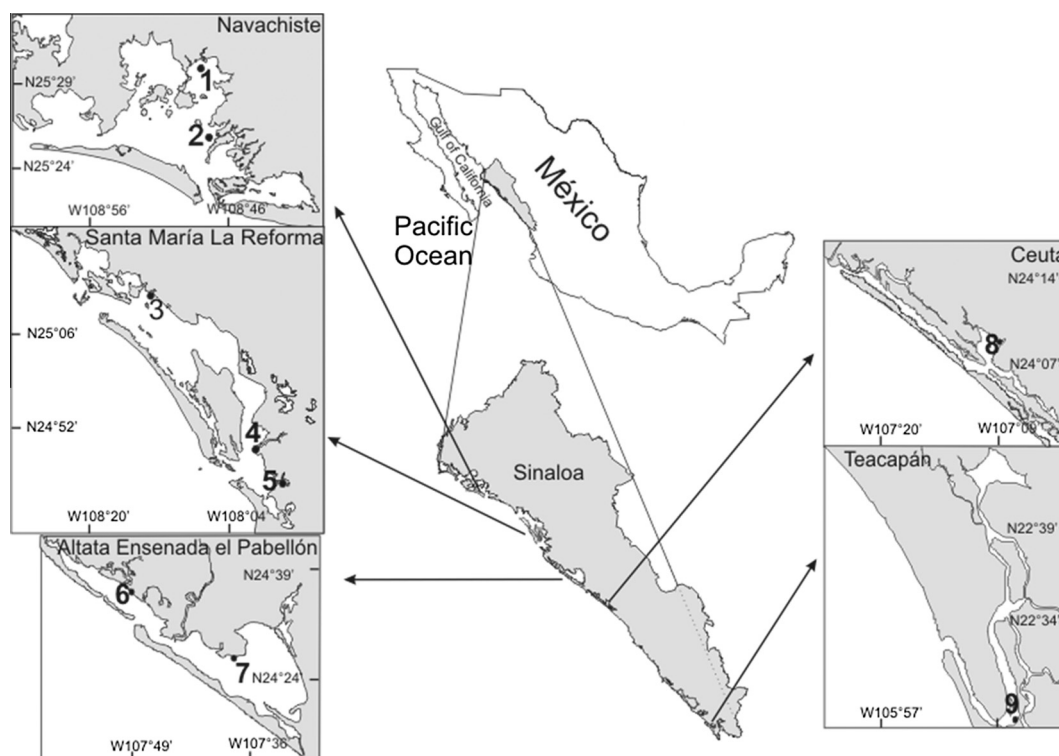 Navachiste
N25°29'
1
2
N25°24'
W108°56'
W108°46'
Santa María La Reforma
3
N25°06'
N24°52'
4
5
W108°20'
W108°04'
Altata Ensenada el Pabellón
N24°39'
6
7
N24°24'
W107°49'
W107°36'
Gulf of California
México
Pacific
Ocean
Sinaloa
Ceuta
N24°14'
8
N24°07'
W107°20'
W107°09'
Teacapán
N22°39'
N22°34'
9
W105°57'